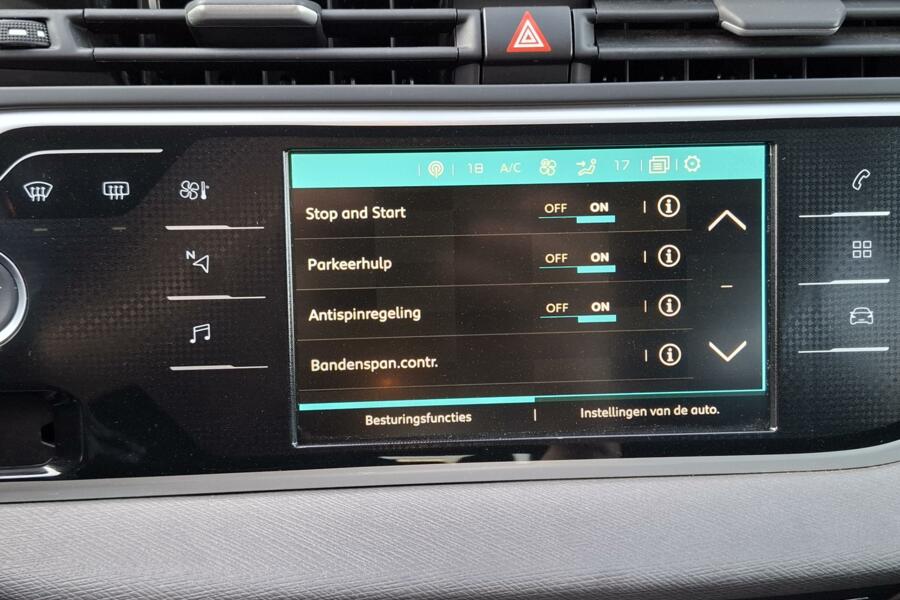 18 A/C 17
Stop and Start OFF ON
Parkeerhulp OFF ON
Antispinregeling OFF ON
Bandenspan.contr.
Besturingsfuncties
Instellingen van de auto.
N